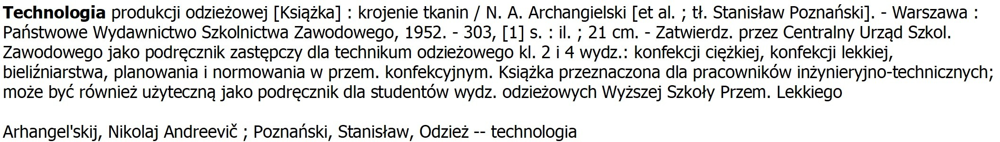 Technologia produkcji odzieżowej [Książka] : krojenie tkanin / N. A. Archangielski [et al. ; tł. Stanisław Poznański]. - Warszawa :
Państwowe Wydawnictwo Szkolnictwa Zawodowego, 1952. - 303, [1] s. : il. ; 21 cm. - Zatwierdz. przez Centralny Urząd Szkol.
Zawodowego jako podręcznik zastępczy dla technikum odzieżowego kl. 2 i 4 wydz.: konfekcji ciężkiej, konfekcji lekkiej,
bieliźniarstwa, planowania i normowania w przem. konfekcyjnym. Książka przeznaczona dla pracowników inżynieryjno-technicznych;
może być również użyteczną jako podręcznik dla studentów wydz. odzieżowych Wyższej Szkoły Przem. Lekkiego
Arhangel'skij, Nikolaj Andreevič ; Poznański, Stanisław, Odzież -- technologia